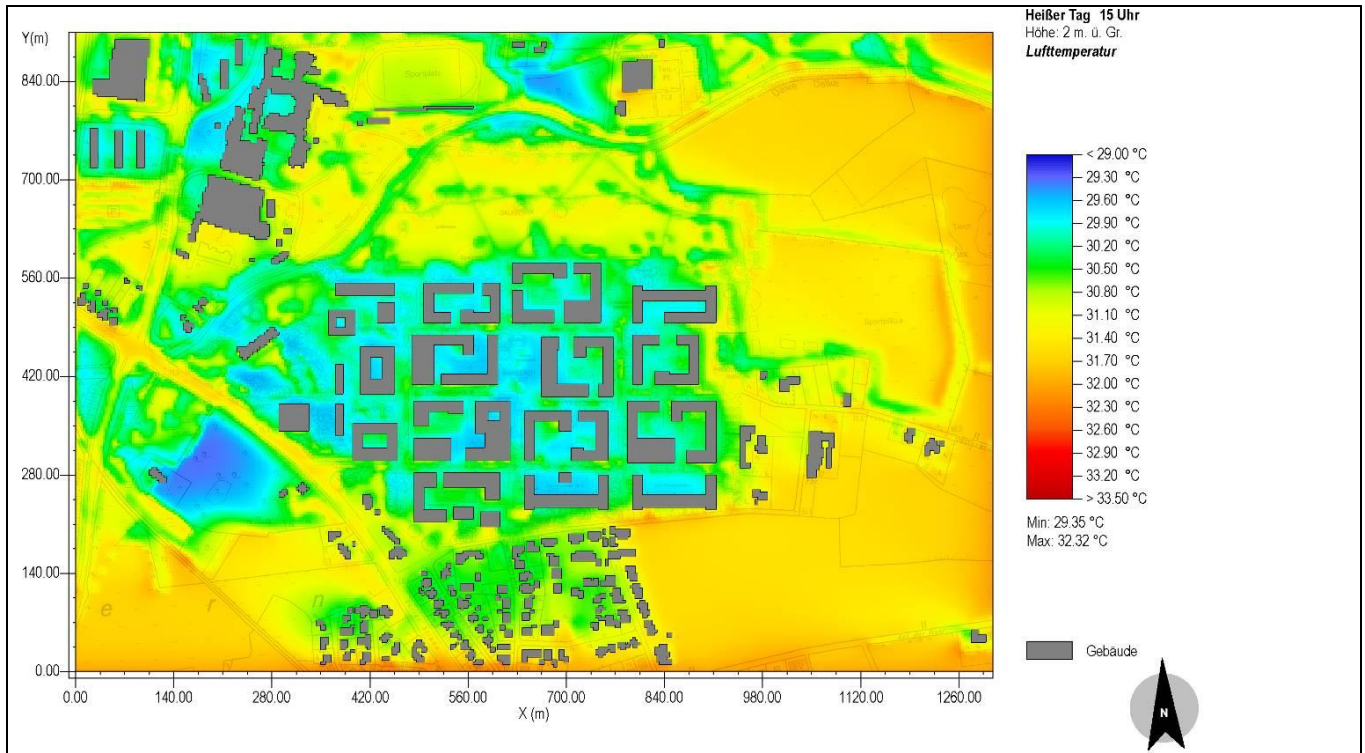 Heißer Tag 15 Uhr
Höhe: 2 m. ü. Gr.
Lufttemperatur
Y(m)
840.00
700.00
560.00
420.00
280.00
140.00
0.00
0.00 140.00 280.00 420.00 560.00 700.00 840.00 980.00 1120.00 1260.00
X (m)
Sportplatz
Dalke Dalke
Sportplätze
e r n
< 29.00 °C
29.30 °C
29.60 °C
29.90 °C
30.20 °C
30.50 °C
30.80 °C
31.10 °C
31.40 °C
31.70 °C
32.00 °C
32.30 °C
32.60 °C
32.90 °C
33.20 °C
> 33.50 °C
Min: 29.35 °C
Max: 32.32 °C
Gebäude
N